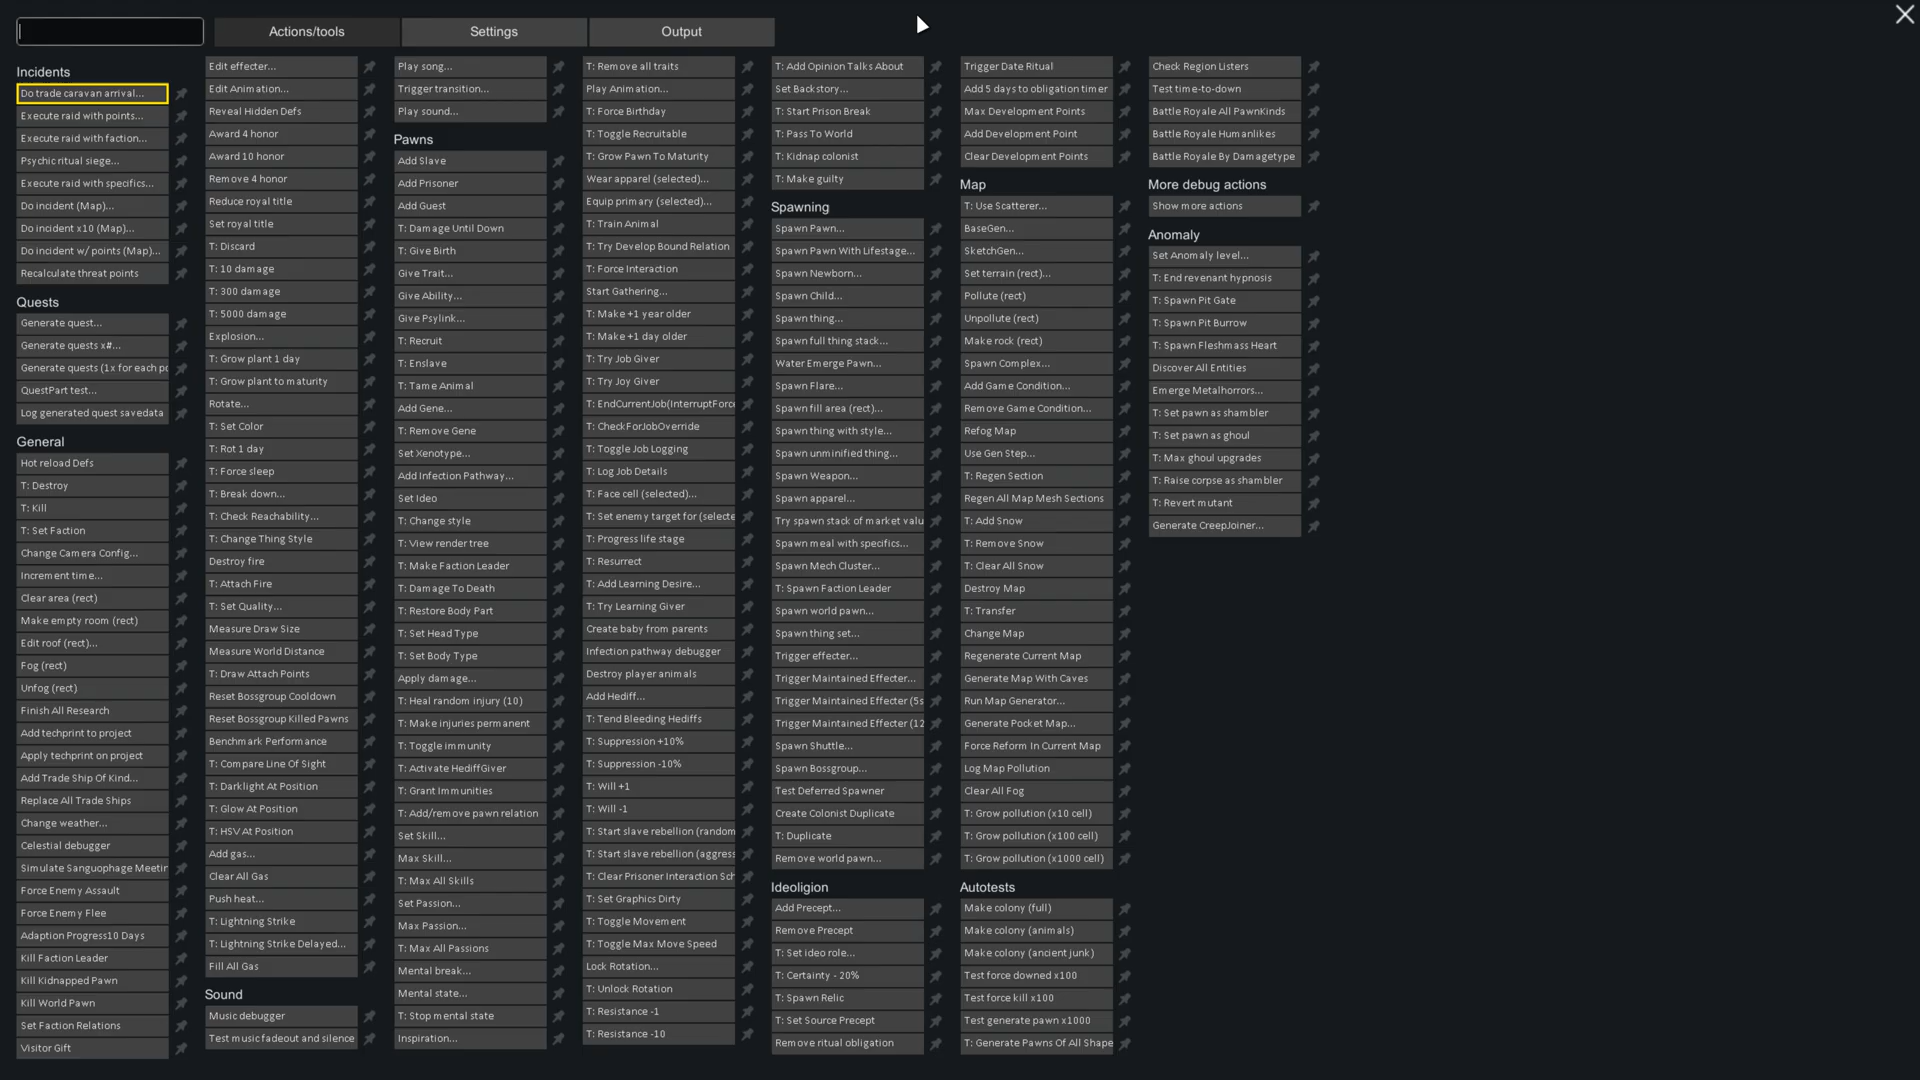 Actions/tools
Settings
Output
Incidents
Do trade caravan arrival...
Execute raid with points...
Execute raid with faction...
Psychic ritual siege...
Execute raid with specifics...
Do incident (Map)...
Do incident x10 (Map)...
Do incident w/ points (Map)...
Recalculate threat points
Quests
Generate quest...
Generate quests x#...
Generate quests (1x for each po
QuestPart test...
Log generated quest savedata
General
Hot reload Defs
T: Destroy
T: Kill
T: Set Faction
Change Camera Config...
Increment time...
Clear area (rect)
Make empty room (rect)
Edit roof (rect)...
Fog (rect)
Unfog (rect)
Finish All Research
Add techprint to project
Apply techprint on project
Add Trade Ship Of Kind...
Replace All Trade Ships
Change weather...
Celestial debugger
Simulate Sanguophage Meetin
Force Enemy Assault
Force Enemy Flee
Adaption Progress10 Days
Kill Faction Leader
Kill Kidnapped Pawn
Kill World Pawn
Set Faction Relations
Visitor Gift
Edit effecter...
Edit Animation...
Reveal Hidden Defs
Award 4 honor
Award 10 honor
Remove 4 honor
Reduce royal title
Set royal title
T: Discard
T: 10 damage
T: 300 damage
T: 5000 damage
Explosion...
T: Grow plant 1 day
T: Grow plant to maturity
Rotate...
T: Set Color
T: Rot 1 day
T: Force sleep
T: Break down...
T: Check Reachability...
T: Change Thing Style
Destroy fire
T: Attach Fire
T: Set Quality...
Measure Draw Size
Measure World Distance
T: Draw Attach Points
Reset Bossgroup Cooldown
Reset Bossgroup Killed Pawns
Benchmark Performance
T: Compare Line Of Sight
T: Darklight At Position
T: Glow At Position
T: HSV At Position
Add gas...
Clear All Gas
Push heat...
T: Lightning Strike
T: Lightning Strike Delayed...
Fill All Gas
Sound
Music debugger
Test music fadeout and silence
Play song...
Trigger transition...
Play sound...
Pawns
Add Slave
Add Prisoner
Add Guest
T: Damage Until Down
T: Give Birth
Give Trait...
Give Ability...
Give Psylink...
T: Recruit
T: Enslave
T: Tame Animal
Add Gene...
T: Remove Gene
Set Xenotype...
Add Infection Pathway...
Set Ideo
T: Change style
T: View render tree
T: Make Faction Leader
T: Damage To Death
T: Restore Body Part
T: Set Head Type
T: Set Body Type
Apply damage...
T: Heal random injury (10)
T: Make injuries permanent
T: Toggle immunity
T: Activate HediffGiver
T: Grant Immunities
T: Add/remove pawn relation
Set Skill...
Max Skill...
T: Max All Skills
Set Passion...
Max Passion...
T: Max All Passions
Mental break...
Mental state...
T: Stop mental state
Inspiration...
T: Remove all traits
Play Animation...
T: Force Birthday
T: Toggle Recruitable
T: Grow Pawn To Maturity
Wear apparel (selected)...
Equip primary (selected)...
T: Train Animal
T: Try Develop Bound Relation
T: Force Interaction
Start Gathering...
T: Make +1 year older
T: Make +1 day older
T: Try Job Giver
T: Try Joy Giver
T: EndCurrentJob(InterruptForce
T: CheckForJobOverride
T: Toggle Job Logging
T: Log Job Details
T: Face cell (selected)...
T: Set enemy target for (selecte
T: Progress life stage
T: Resurrect
T: Add Learning Desire...
T: Try Learning Giver
Create baby from parents
Infection pathway debugger
Destroy player animals
Add Hediff...
T: Tend Bleeding Hediffs
T: Suppression +10%
T: Suppression -10%
T: Will +1
T: Will -1
T: Start slave rebellion (random
T: Start slave rebellion (aggress
T: Clear Prisoner Interaction Sch
T: Set Graphics Dirty
T: Toggle Movement
T: Toggle Max Move Speed
Lock Rotation...
T: Unlock Rotation
T: Resistance -1
T: Resistance -10
T: Add Opinion Talks About
Set Backstory...
T: Start Prison Break
T: Pass To World
T: Kidnap colonist
T: Make guilty
Spawning
Spawn Pawn...
Spawn Pawn With Lifestage...
Spawn Newborn...
Spawn Child...
Spawn thing...
Spawn full thing stack...
Water Emerge Pawn...
Spawn Flare...
Spawn fill area (rect)...
Spawn thing with style...
Spawn unminified thing...
Spawn Weapon...
Spawn apparel...
Try spawn stack of market valu
Spawn meal with specifics...
Spawn Mech Cluster...
T: Spawn Faction Leader
Spawn world pawn...
Spawn thing set...
Trigger effecter...
Trigger Maintained Effecter...
Trigger Maintained Effecter (5s
Trigger Maintained Effecter (12
Spawn Shuttle...
Spawn Bossgroup...
Test Deferred Spawner
Create Colonist Duplicate
T: Duplicate
Remove world pawn...
Ideoligion
Add Precept...
Remove Precept
T: Set ideo role...
T: Certainty - 20%
T: Spawn Relic
T: Set Source Precept
Remove ritual obligation
Trigger Date Ritual
Add 5 days to obligation timer
Max Development Points
Add Development Point
Clear Development Points
Map
T: Use Scatterer...
BaseGen...
SketchGen...
Set terrain (rect)...
Pollute (rect)
Unpollute (rect)
Make rock (rect)
Spawn Complex...
Add Game Condition...
Remove Game Condition...
Refog Map
Use Gen Step...
T: Regen Section
Regen All Map Mesh Sections
T: Add Snow
T: Remove Snow
T: Clear All Snow
Destroy Map
T: Transfer
Change Map
Regenerate Current Map
Generate Map With Caves
Run Map Generator...
Generate Pocket Map...
Force Reform In Current Map
Log Map Pollution
Clear All Fog
T: Grow pollution (x10 cell)
T: Grow pollution (x100 cell)
T: Grow pollution (x1000 cell)
Autotests
Make colony (full)
Make colony (animals)
Make colony (ancient junk)
Test force downed x100
Test force kill x100
Test generate pawn x1000
T: Generate Pawns Of All Shape
Check Region Listers
Test time-to-down
Battle Royale All PawnKinds
Battle Royale Humanlikes
Battle Royale By Damagetype
More debug actions
Show more actions
Anomaly
Set Anomaly level...
T: End revenant hypnosis
T: Spawn Pit Gate
T: Spawn Pit Burrow
T: Spawn Fleshmass Heart
Discover All Entities
Emerge Metalhorrors...
T: Set pawn as shambler
T: Set pawn as ghoul
T: Max ghoul upgrades
T: Raise corpse as shambler
T: Revert mutant
Generate CreepJoiner...